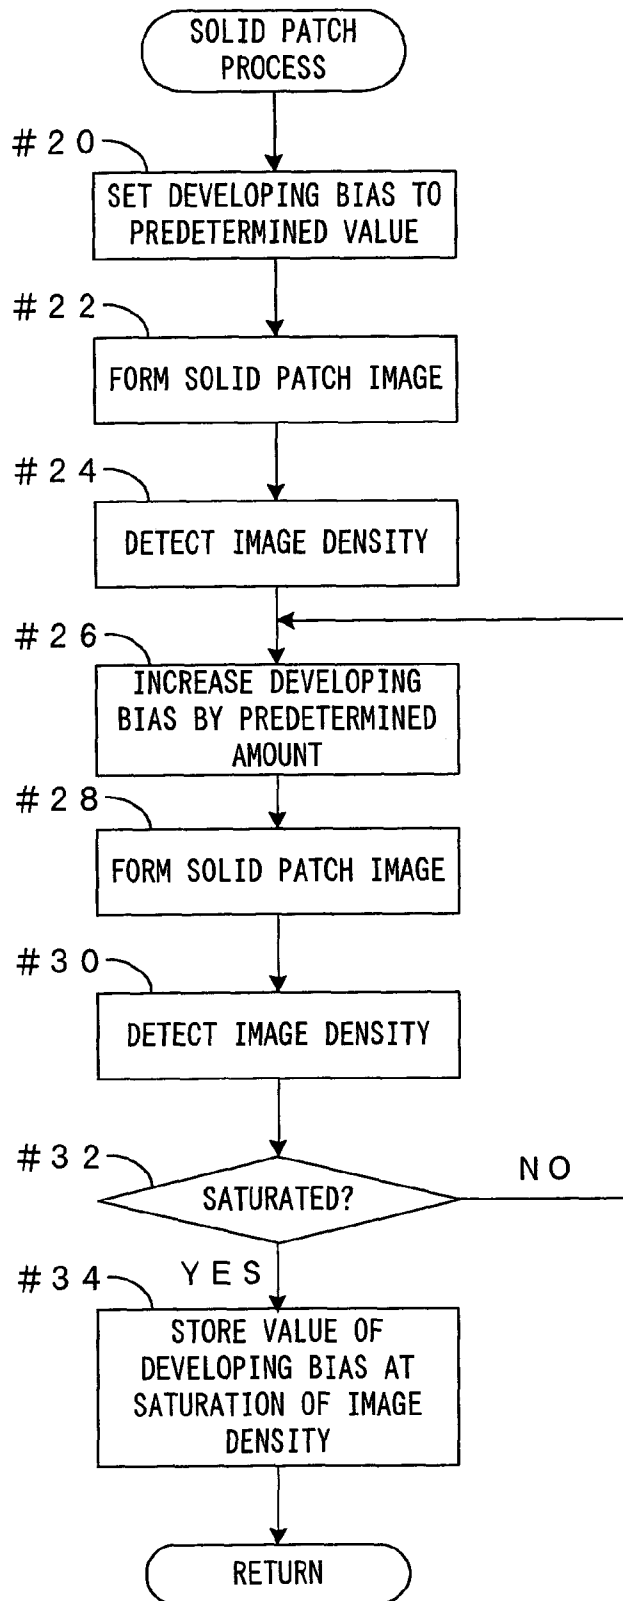 SOLID PATCH
PROCESS
#20
SET DEVELOPING BIAS TO
PREDETERMINED VALUE
#22
FORM SOLID PATCH IMAGE
#24
DETECT IMAGE DENSITY
#26
INCREASE DEVELOPING
BIAS BY PREDETERMINED
AMOUNT
#28
FORM SOLID PATCH IMAGE
#30
DETECT IMAGE DENSITY
#32
SATURATED?
NO
YES
#34
STORE VALUE OF
DEVELOPING BIAS AT
SATURATION OF IMAGE
DENSITY
RETURN